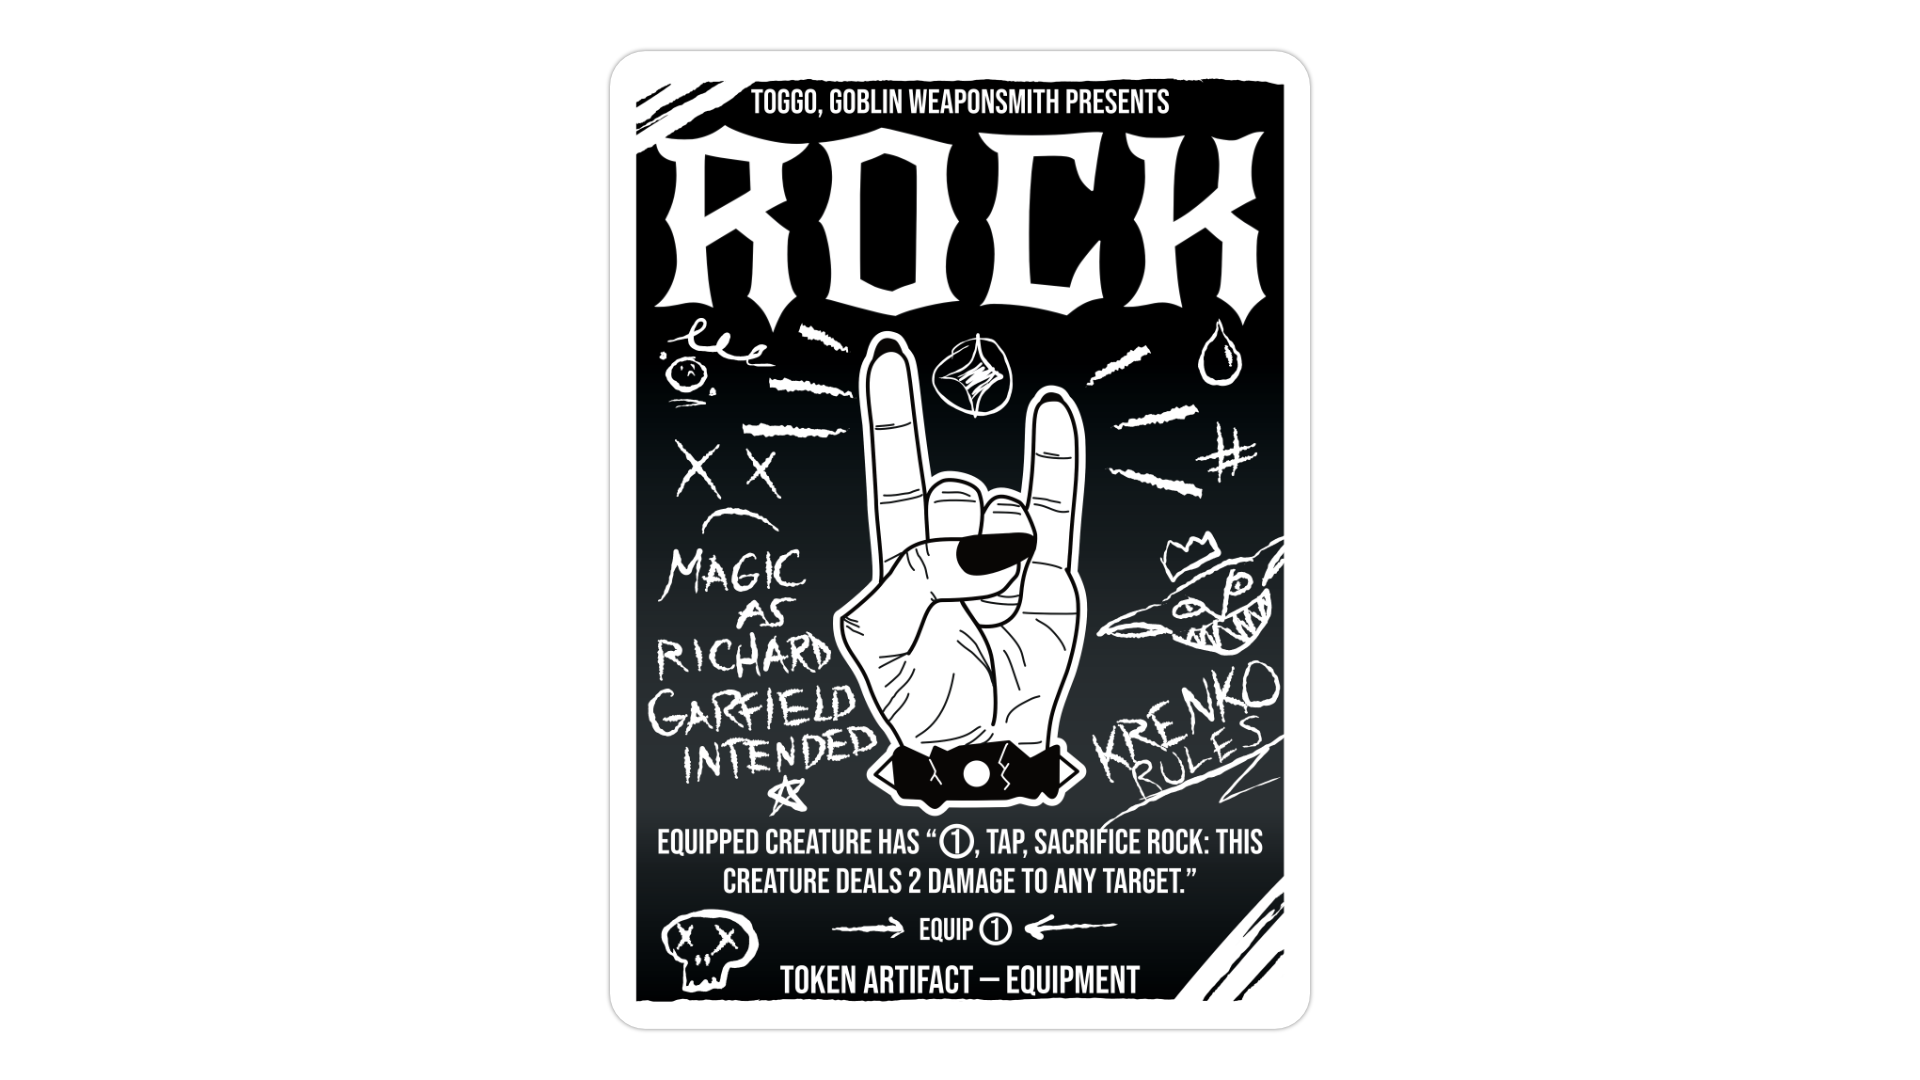 TOGGO, GOBLIN WEAPONSMITH PRESENTS
ROCK
#
MAGIC
AS
RICHARD
GARFIELD
INTENDED
KRENKO
RULES
EQUIPPED CREATURE HAS “①, TAP, SACRIFICE ROCK: THIS
CREATURE DEALS 2 DAMAGE TO ANY TARGET.”
EQUIP ①
TOKEN ARTIFACT – EQUIPMENT